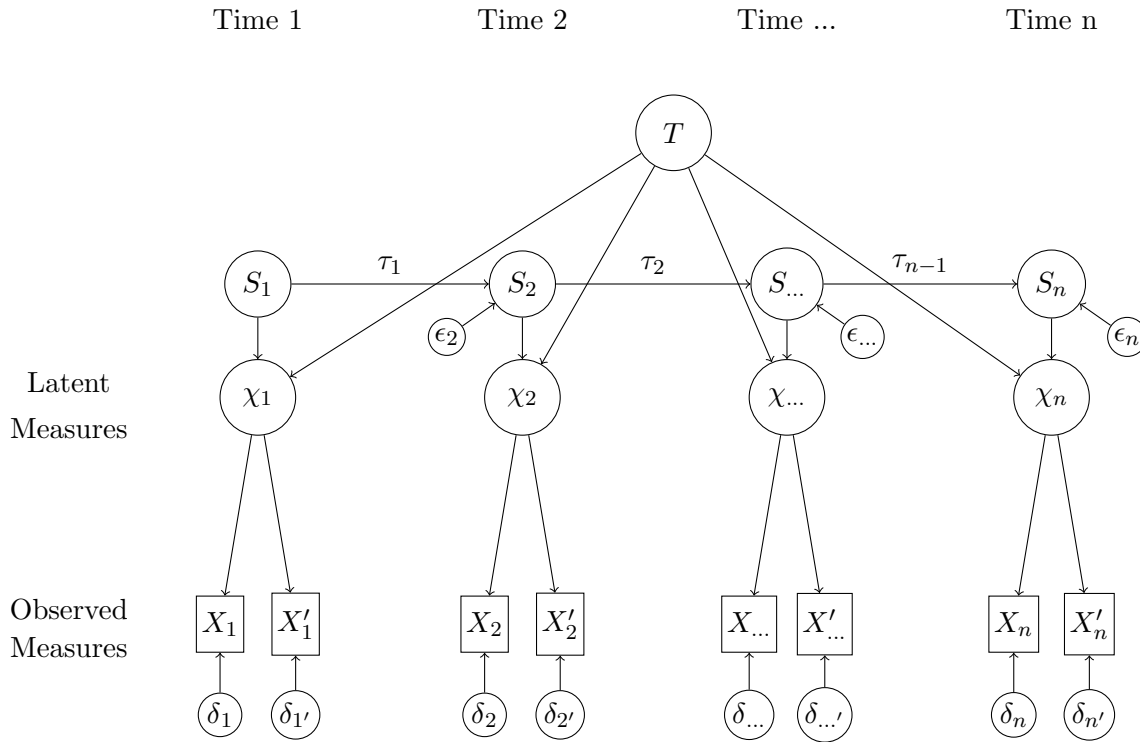 Time 1 Time 2 Time ... Time n
T
τ₁ τ₂ τₙ₋₁
S₁ S₂ S... Sₙ
ϵ₂ ϵ... ϵₙ
Latent
χ₁ χ₂ χ... χₙ
Measures
Observed
X₁ X′₁ X₂ X′₂ X... X′... Xₙ X′ₙ
Measures
δ₁ δ₁′ δ₂ δ₂′ δ... δ...′ δₙ δₙ′